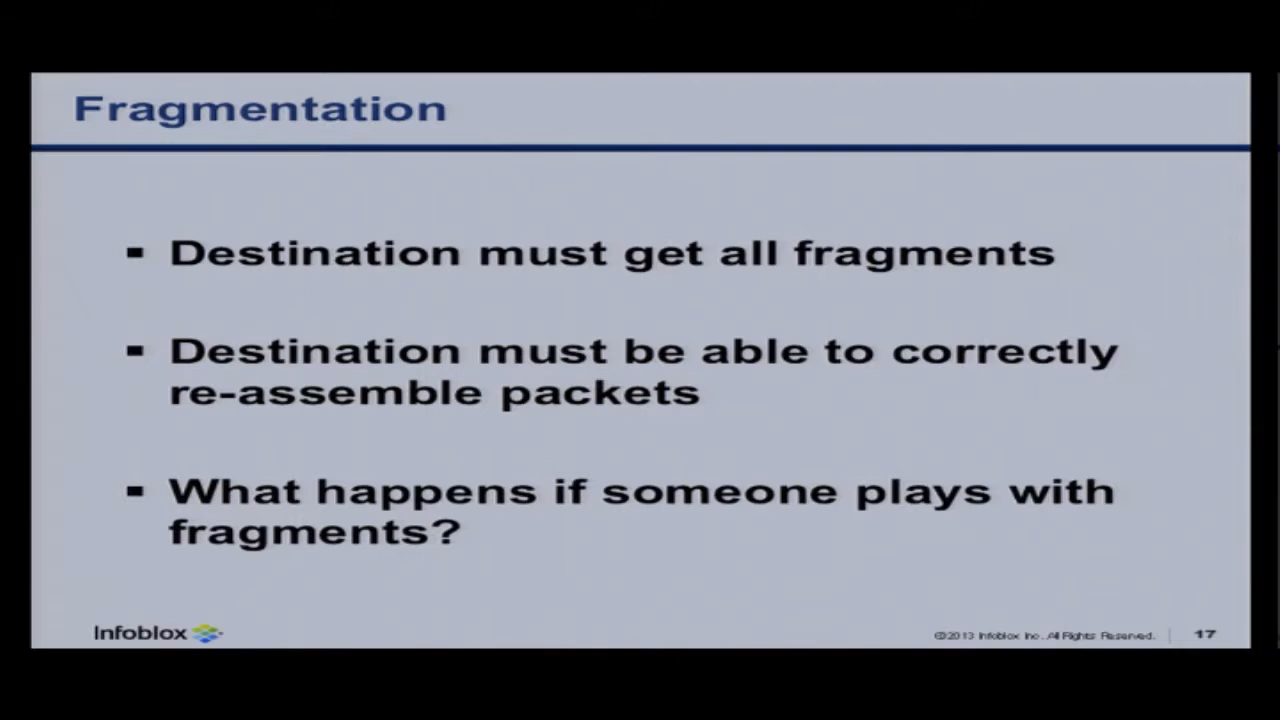 Fragmentation
▪ Destination must get all fragments
▪ Destination must be able to correctly
re-assemble packets
▪ What happens if someone plays with
fragments?
Infoblox
©2013 Infoblox Inc. All Rights Reserved.
17